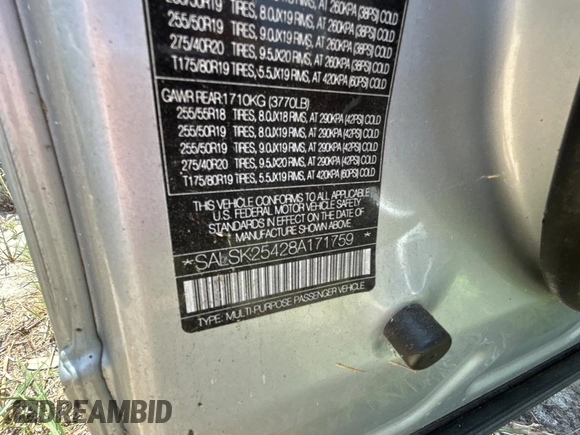 255/50R19 TIRES, 8.0JX19 RIMS, AT 260KPA (38PSI) COLD
255/50R19 TIRES, 9.0JX19 RIMS, AT 260KPA (38PSI) COLD
275/40R20 TIRES, 9.5JX20 RIMS, AT 260KPA (38PSI) COLD
T175/80R19 TIRES, 5.5JX19 RIMS, AT 420KPA (60PSI) COLD
GAWR REAR 1710KG (3770LB)
255/55R18 TIRES, 8.0JX18 RIMS, AT 290KPA (42PSI) COLD
255/50R19 TIRES, 8.0JX19 RIMS, AT 290KPA (42PSI) COLD
255/50R19 TIRES, 9.0JX19 RIMS, AT 290KPA (42PSI) COLD
275/40R20 TIRES, 9.5JX20 RIMS, AT 290KPA (42PSI) COLD
T175/80R19 TIRES, 5.5JX19 RIMS, AT 420KPA (60PSI) COLD
THIS VEHICLE CONFORMS TO ALL APPLICABLE
U.S. FEDERAL MOTOR VEHICLE SAFETY
STANDARDS IN EFFECT ON THE DATE OF
MANUFACTURE SHOWN ABOVE.
*SALSK25428A171759*
TYPE: MULTI-PURPOSE PASSENGER VEHICLE
DREAMBID